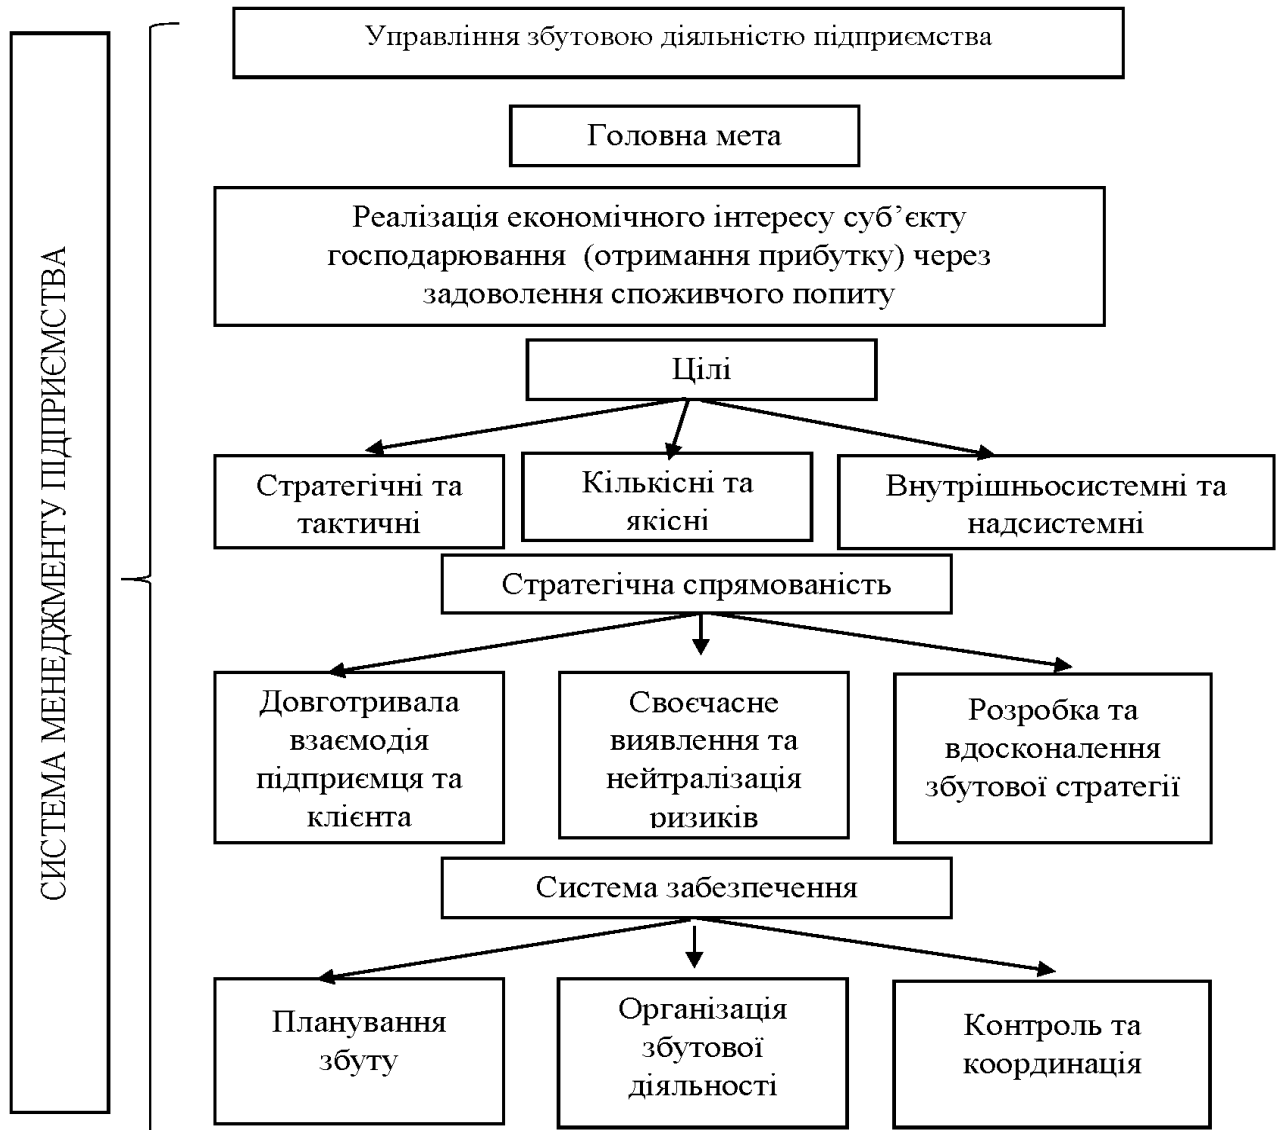 СИСТЕМА МЕНЕДЖМЕНТУ ПІДПРИЄМСТВА
Управління збутовою діяльністю підприємства
Головна мета
Реалізація економічного інтересу суб’єкту
господарювання (отримання прибутку) через
задоволення споживчого попиту
Цілі
Стратегічні та
тактичні
Кількісні та
якісні
Внутрішньосистемні та
надсистемні
Стратегічна спрямованість
Довготривала
взаємодія
підприємця та
клієнта
Своєчасне
виявлення та
нейтралізація
ризиків
Розробка та
вдосконалення
збутової стратегії
Система забезпечення
Планування
збуту
Організація
збутової
діяльності
Контроль та
координація